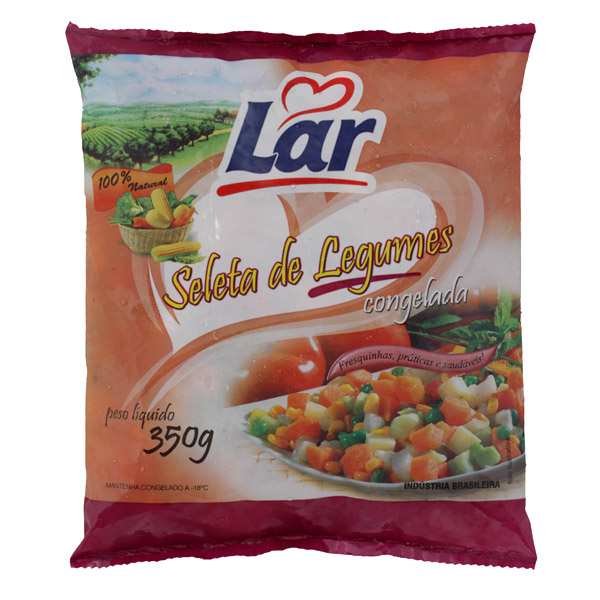 Lar
100% Natural
Seleta de Legumes
congelada
Fresquinhas, práticas e saudáveis!
peso líquido
350g
MANTENHA CONGELADO A -18ºC
INDÚSTRIA BRASILEIRA